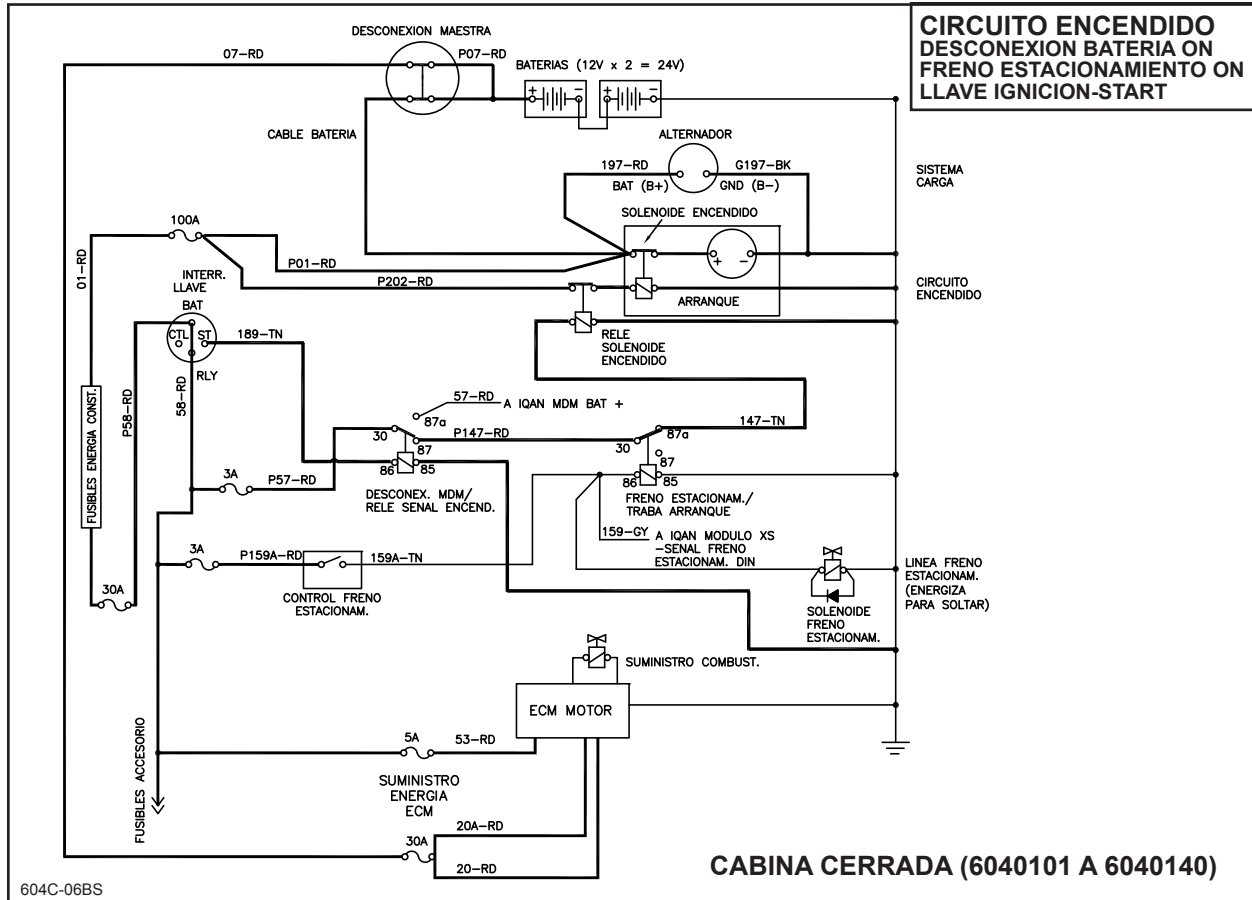 CIRCUITO ENCENDIDO
DESCONEXION BATERIA ON
FRENO ESTACIONAMIENTO ON
LLAVE IGNICION-START
DESCONEXION MAESTRA
07-RD
P07-RD
BATERIAS (12V x 2 = 24V)
+ - + -
CABLE BATERIA
ALTERNADOR
197-RD
G197-BK
BAT (B+)
GND (B-)
SISTEMA
CARGA
SOLENOIDE ENCENDIDO
100A
+ -
01-RD
P01-RD
INTERR.
LLAVE
P202-RD
ARRANQUE
CIRCUITO
ENCENDIDO
BAT
CTL
ST
189-TN
RELE
SOLENOIDE
ENCENDIDO
RLY
58-RD
P58-RD
FUSIBLES ENERGIA CONST.
57-RD
A IQAN MDM BAT +
87a
147-TN
30
P147-RD
87a
87
30
87
86
85
3A
P57-RD
86
85
DESCONEX. MDM/
RELE SENAL ENCEND.
FRENO ESTACIONAM./
TRABA ARRANQUE
159-GY
A IQAN MODULO XS
-SENAL FRENO
ESTACIONAM. DIN
3A
P159A-RD
159A-TN
CONTROL FRENO
ESTACIONAM.
30A
LINEA FRENO
ESTACIONAM.
(ENERGIZA
PARA SOLTAR)
SOLENOIDE
FRENO
ESTACIONAM.
SUMINISTRO COMBUST.
ECM MOTOR
FUSIBLES ACCESORIO
5A
53-RD
SUMINISTRO
ENERGIA
ECM
20A-RD
30A
20-RD
CABINA CERRADA (6040101 A 6040140)
604C-06BS